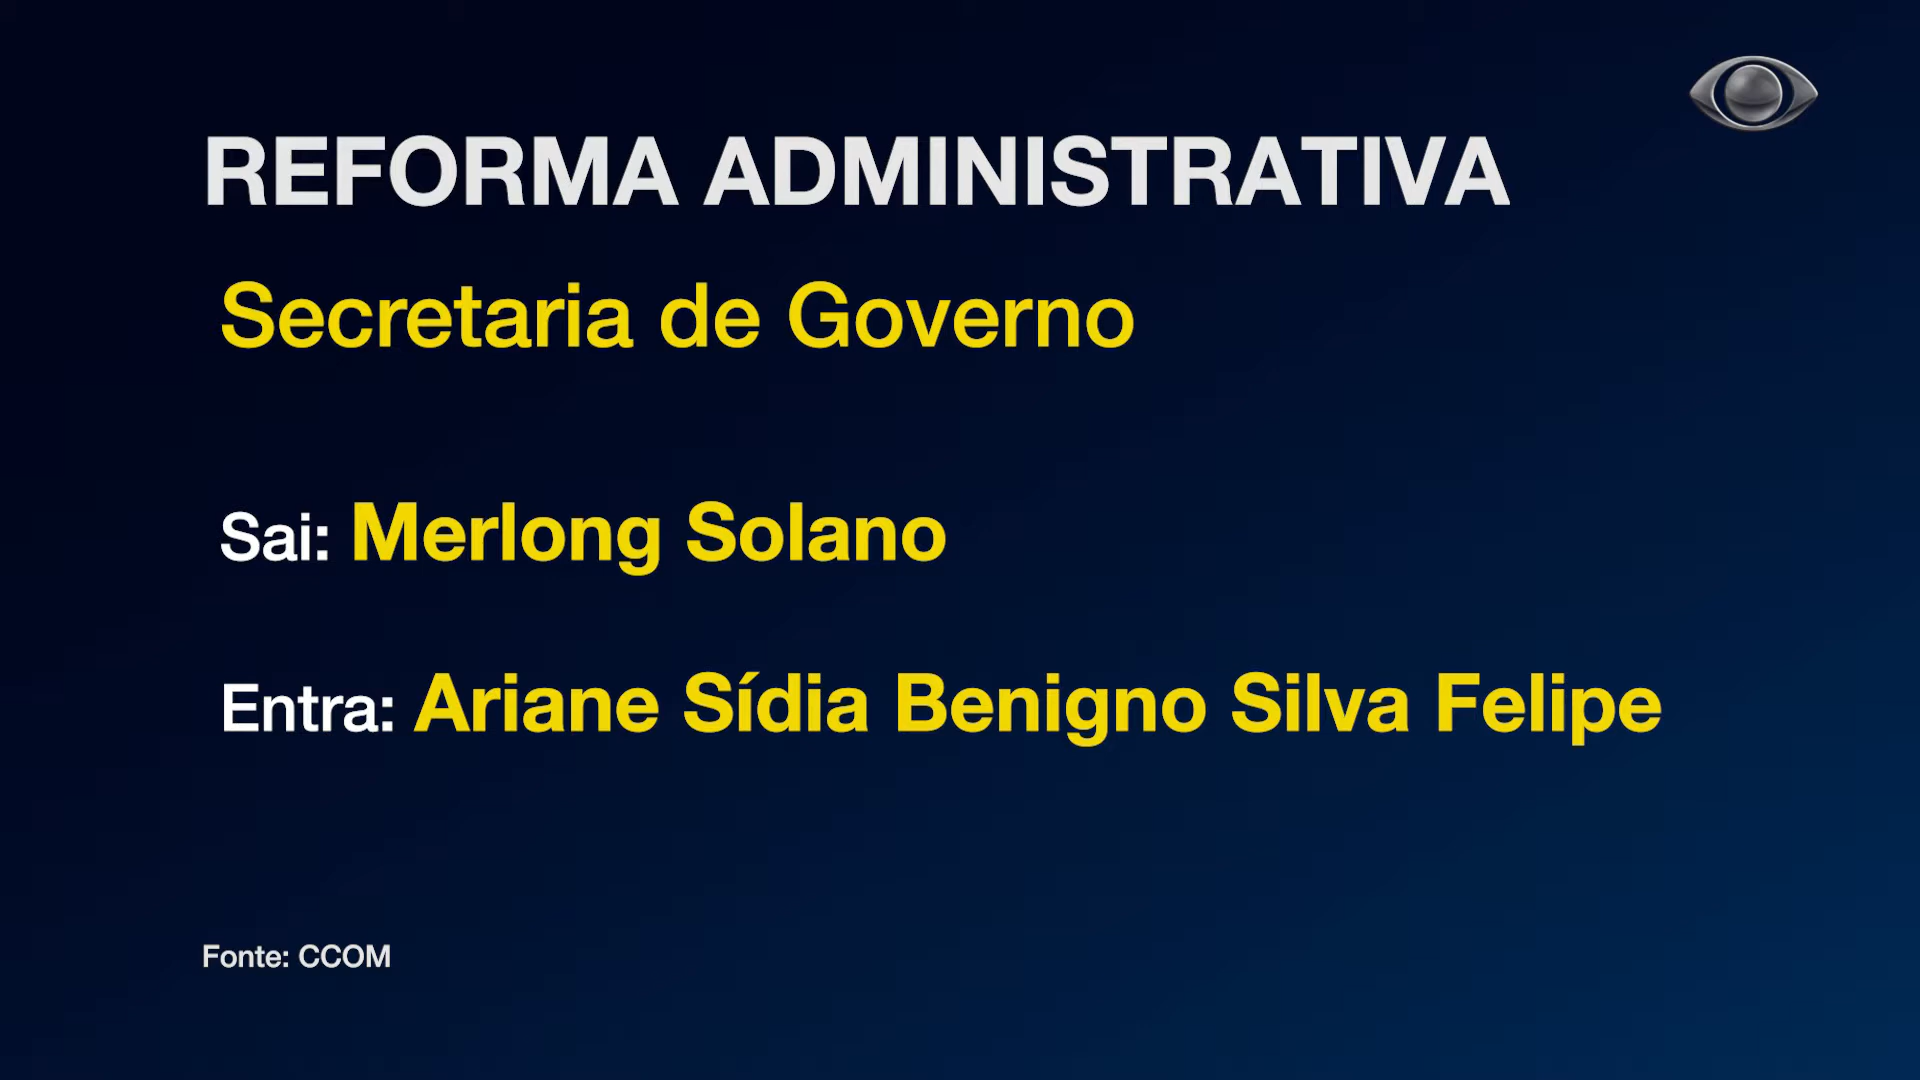 REFORMA ADMINISTRATIVA
Secretaria de Governo
Sai: Merlong Solano
Entra: Ariane Sídia Benigno Silva Felipe
Fonte: CCOM